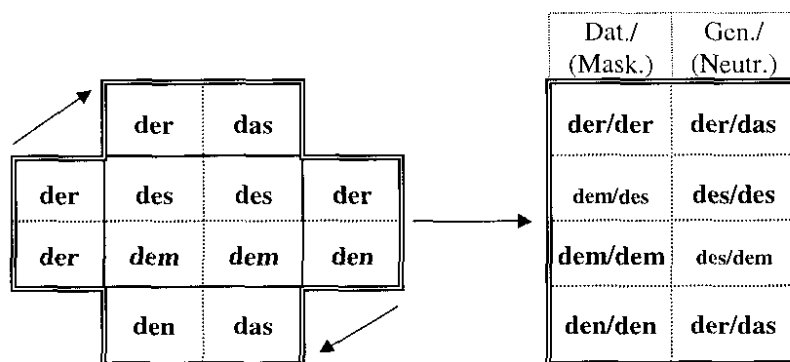 Dat./ Gen./
(Mask.) (Neutr.)
der das der/der der/das
der des des der dem/des des/des
der dem dem den dem/dem des/dem
den das den/den der/das